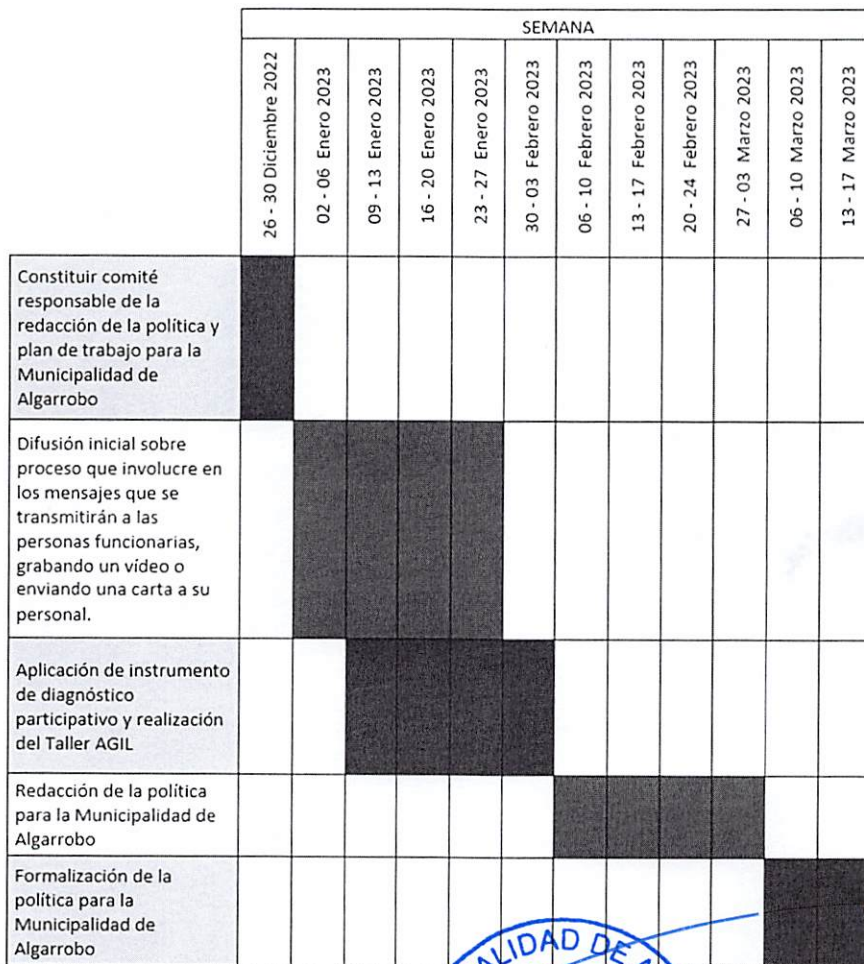 SEMANA
26 - 30 Diciembre 2022
02 - 06 Enero 2023
09 - 13 Enero 2023
16 - 20 Enero 2023
23 - 27 Enero 2023
30 - 03 Febrero 2023
06 - 10 Febrero 2023
13 - 17 Febrero 2023
20 - 24 Febrero 2023
27 - 03 Marzo 2023
06 - 10 Marzo 2023
13 - 17 Marzo 2023
Constituir comité
responsable de la
redacción de la política y
plan de trabajo para la
Municipalidad de
Algarrobo
Difusión inicial sobre
proceso que involucre en
los mensajes que se
transmitirán a las
personas funcionarias,
grabando un vídeo o
enviando una carta a su
personal.
Aplicación de instrumento
de diagnóstico
participativo y realización
del Taller AGIL
Redacción de la política
para la Municipalidad de
Algarrobo
Formalización de la
política para la
Municipalidad de
Algarrobo
ALIDAD DE